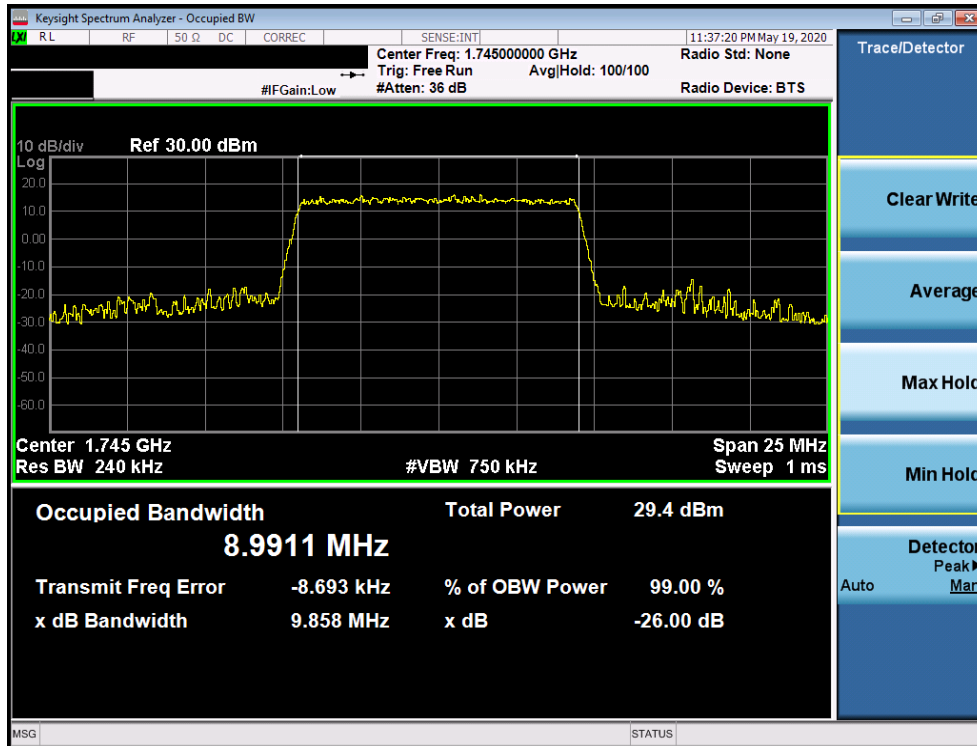 Keysight Spectrum Analyzer - Occupied BW
LXI RL RF 50 Ω DC CORREC SENSE:INT 11:37:20 PM May 19, 2020
Center Freq: 1.745000000 GHz Radio Std: None
Trig: Free Run Avg|Hold: 100/100
#IFGain:Low #Atten: 36 dB Radio Device: BTS
10 dB/div Ref 30.00 dBm
Log
20.0
10.0
0.00
-10.0
-20.0
-30.0
-40.0
-50.0
-60.0
Center 1.745 GHz Span 25 MHz
Res BW 240 kHz #VBW 750 kHz Sweep 1 ms
Occupied Bandwidth Total Power 29.4 dBm
8.9911 MHz
Transmit Freq Error -8.693 kHz % of OBW Power 99.00 %
x dB Bandwidth 9.858 MHz x dB -26.00 dB
MSG STATUS
Trace/Detector
Clear Write
Average
Max Hold
Min Hold
Detector
Peak▶
Auto Man